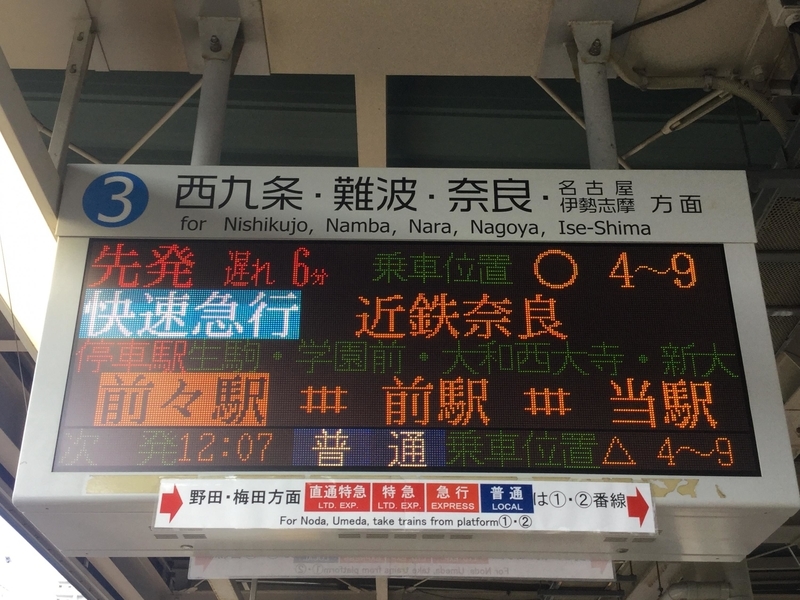 3 西九条・難波・奈良・名古屋 伊勢志摩 方面
for Nishikujo, Namba, Nara, Nagoya, Ise-Shima
先発 遅れ 6分 乗車位置 ○ 4〜9
快速急行 近鉄奈良
停車駅 生駒・学園前・大和西大寺・新大
前々駅 ⋕ 前駅 ⋕ 当駅
次発 12:07 普通 乗車位置 △ 4〜9
野田・梅田方面 直通特急 LTD. EXP. 特急 LTD. EXP. 急行 EXPRESS 普通 LOCAL は①・②番線
For Noda, Umeda, take trains from platform①・②